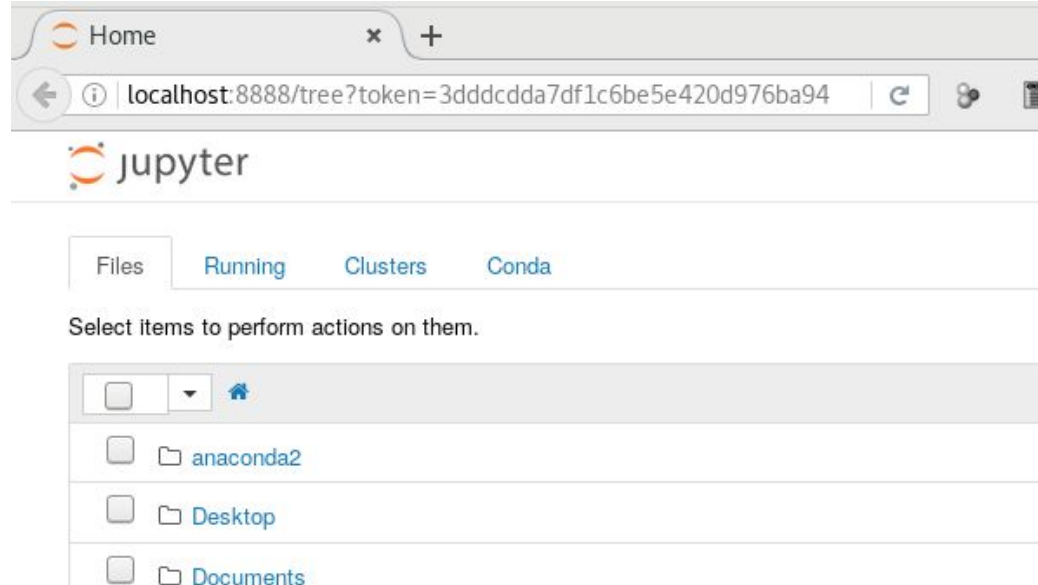 Home
localhost:8888/tree?token=3dddcdda7df1c6be5e420d976ba94
jupyter
Files Running Clusters Conda
Select items to perform actions on them.
anaconda2
Desktop
Documents